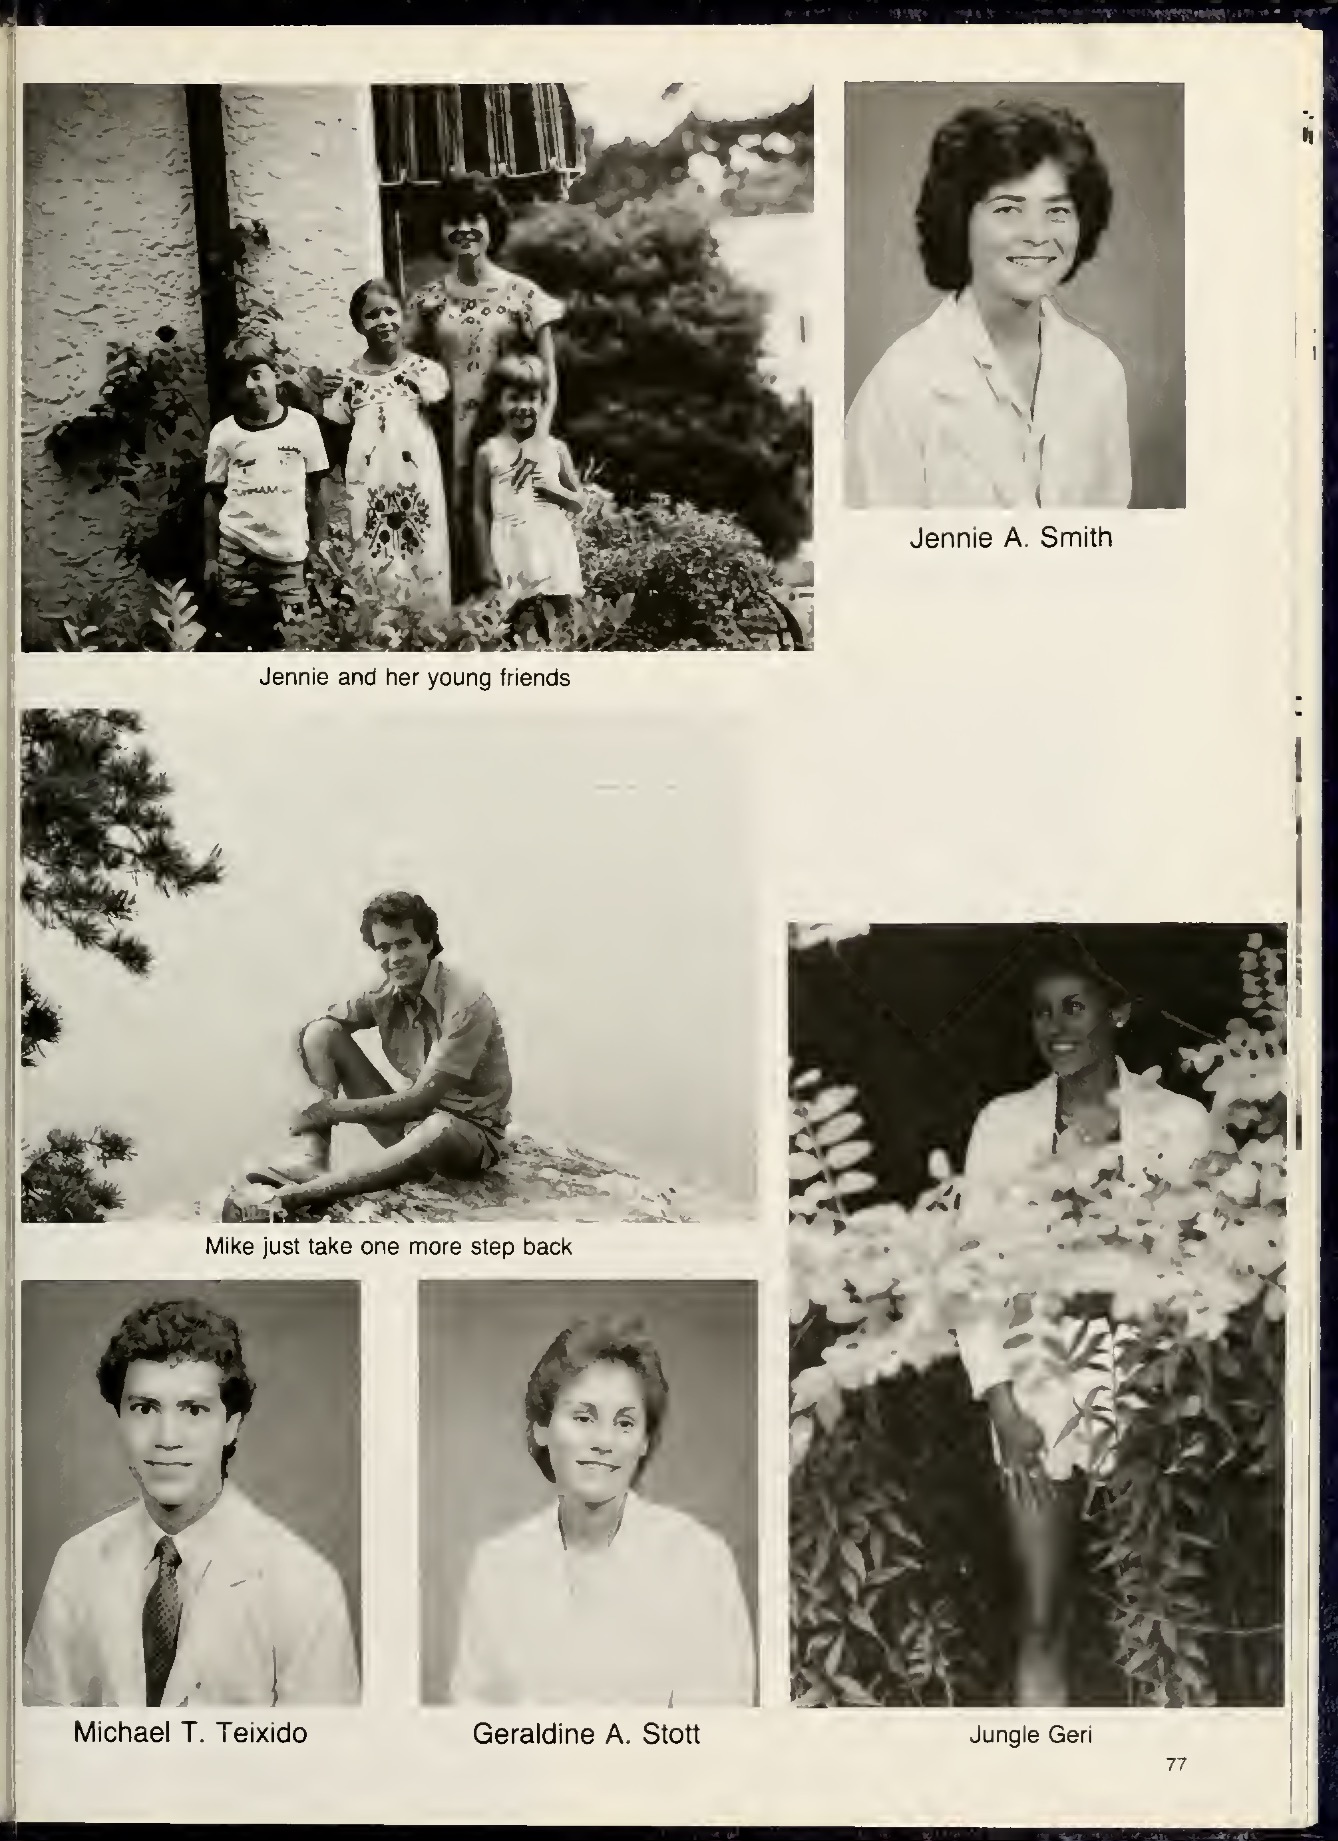 Jennie A. Smith
Jennie and her young friends
Mike just take one more step back
Michael T. Teixido
Geraldine A. Stott
Jungle Geri
77